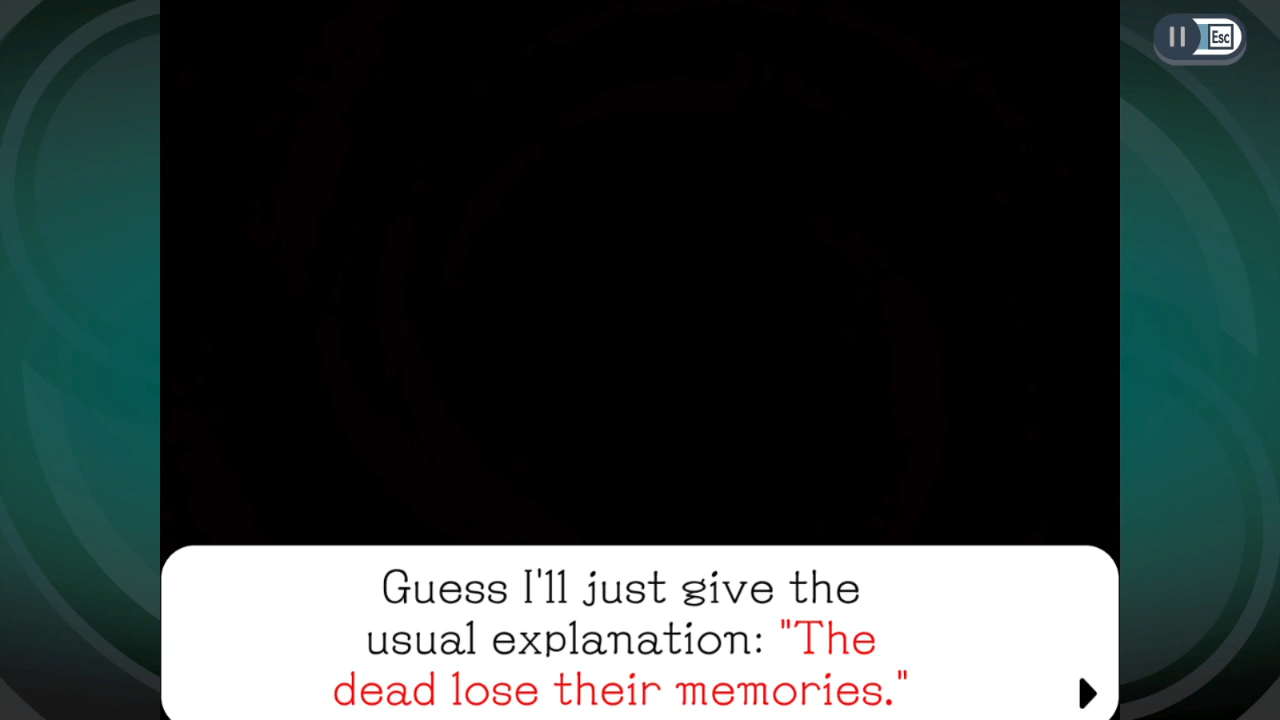 Esc
Guess I'll just give the
usual explanation: "The
dead lose their memories."